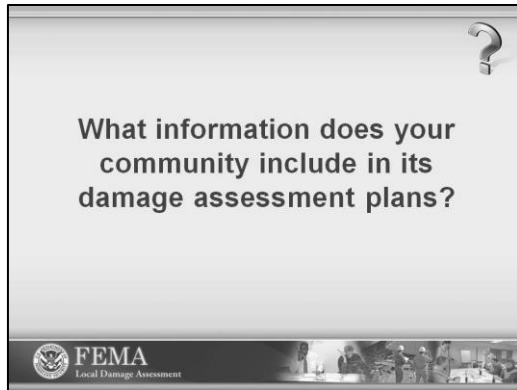 ?
What information does your
community include in its
damage assessment plans?
FEMA
Local Damage Assessment